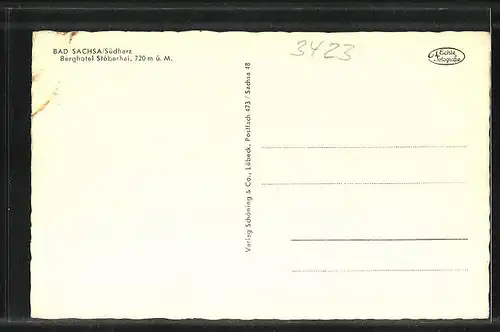 BAD SACHSA/Südharz
Berghotel Stöberhai, 720 m ü. M.
3423
Verlag Schöning & Co., Lübeck, Postfach 473 / Sachsa 48